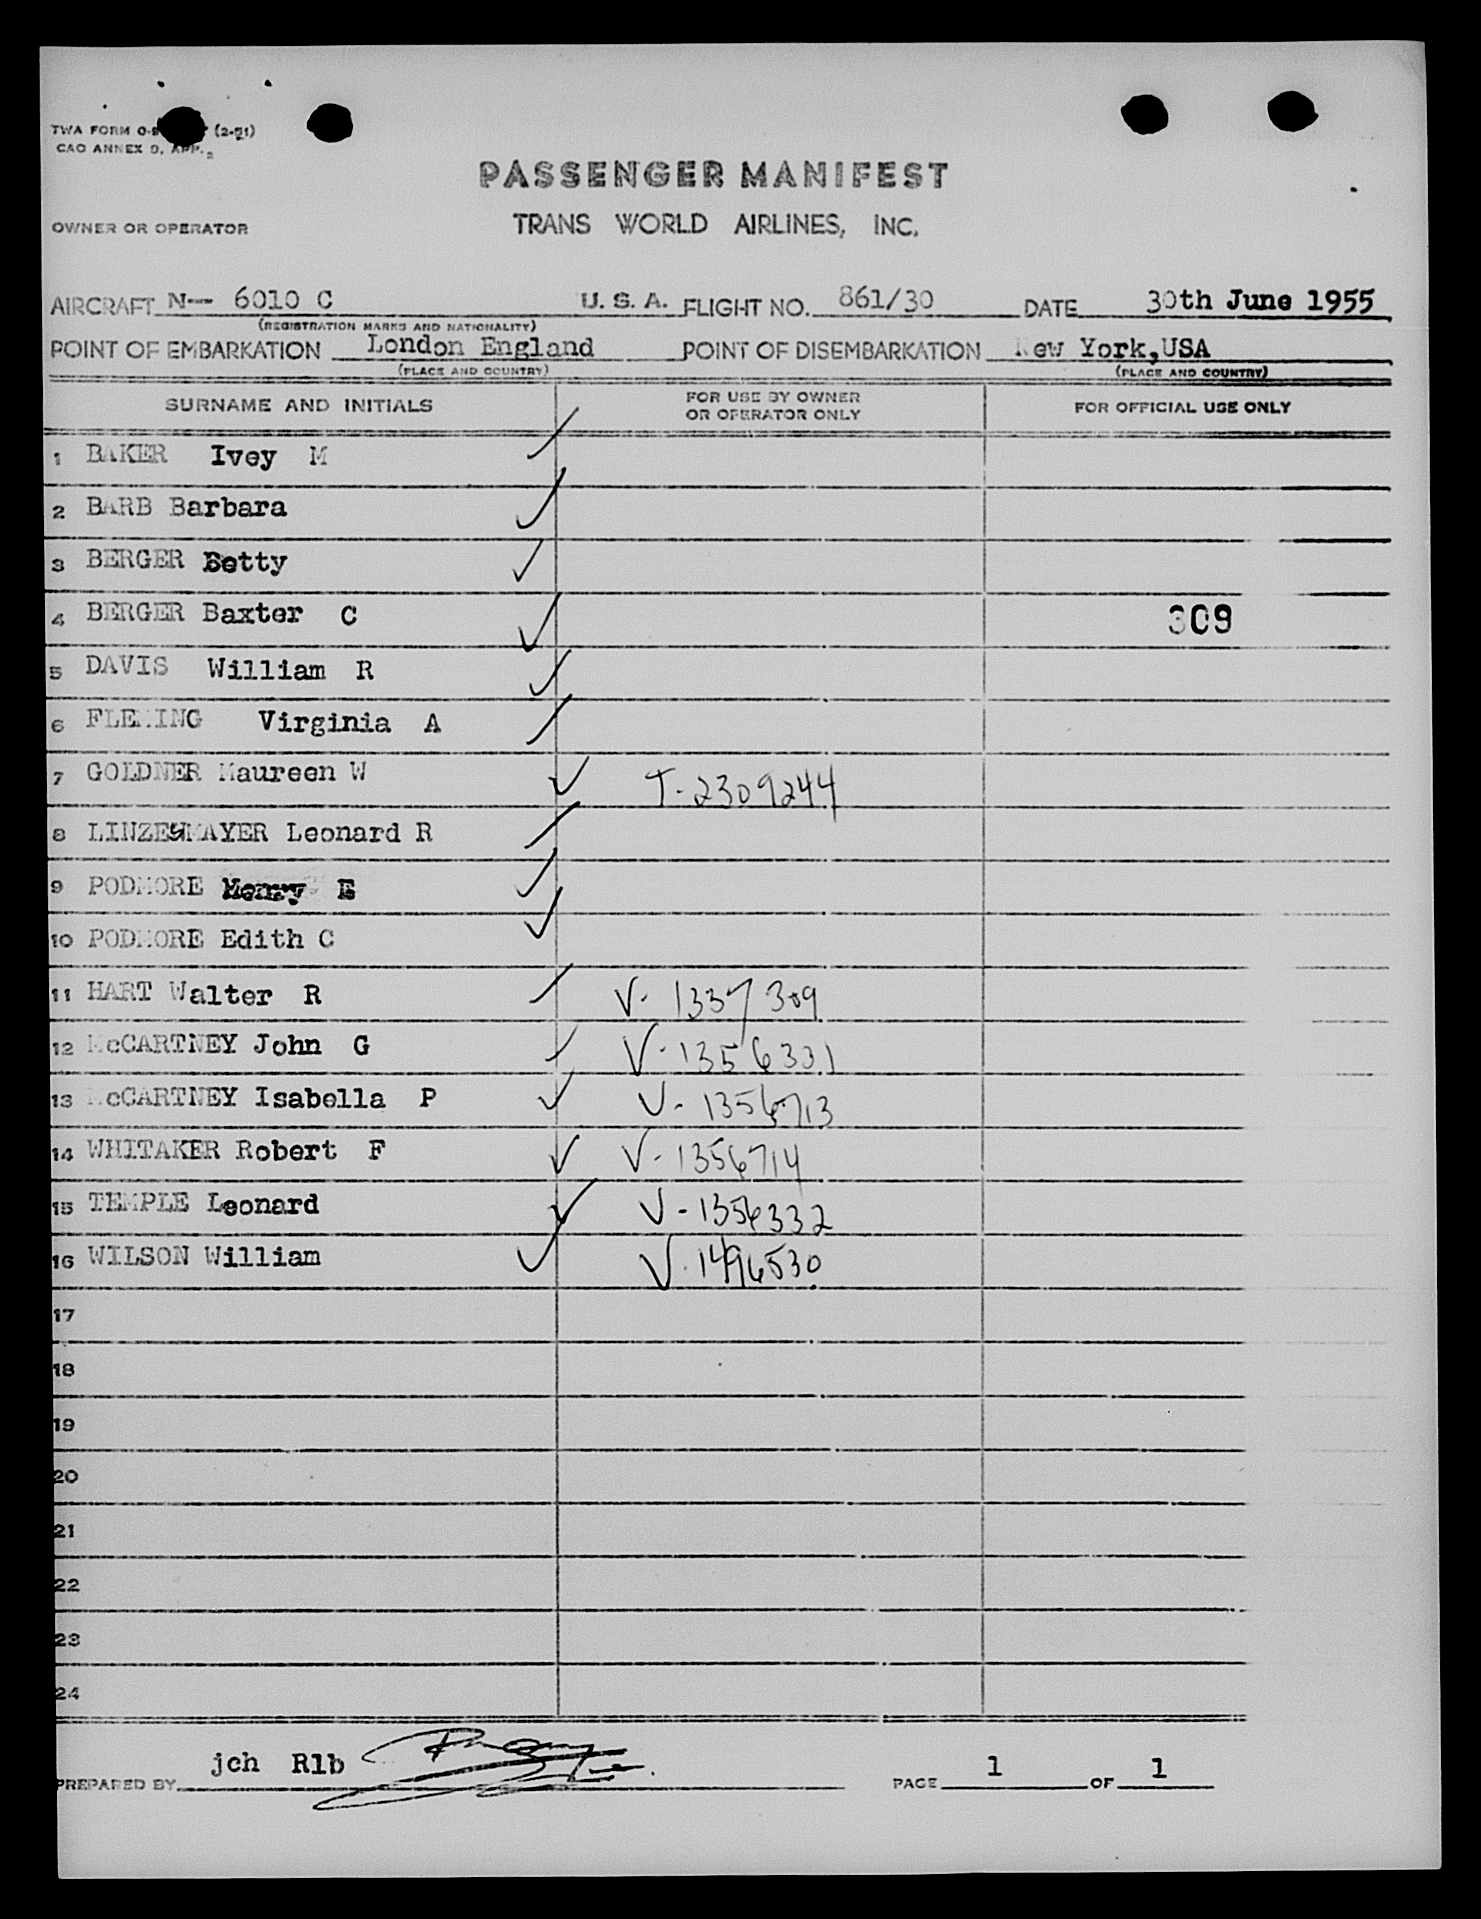 TWA FORM O-8 (2-51)
CAO ANNEX 9, APP. 2
PASSENGER MANIFEST
OWNER OR OPERATOR TRANS WORLD AIRLINES, INC.
AIRCRAFT N-- 6010 C U. S. A. FLIGHT NO. 861/30 DATE 30th June 1955
(REGISTRATION MARKS AND NATIONALITY)
POINT OF EMBARKATION London England POINT OF DISEMBARKATION New York,USA
(PLACE AND COUNTRY) (PLACE AND COUNTRY)
SURNAME AND INITIALS FOR USE BY OWNER OR OPERATOR ONLY FOR OFFICIAL USE ONLY
1 BAKER Ivey M
2 BARB Barbara
3 BERGER Betty
4 BERGER Baxter C 309
5 DAVIS William R
6 FLEMING Virginia A
7 GOLDNER Maureen W T-2309244
8 LINZENMAYER Leonard R
9 PODMORE Henry E
10 PODMORE Edith C
11 HART Walter R V- 1337309
12 McCARTNEY John G V-1356331
13 McCARTNEY Isabella P V-1356713
14 WHITAKER Robert F V-1356714
15 TEMPLE Leonard V-1356332
16 WILSON William V-1496530
17
18
19
20
21
22
23
24
PREPARED BY jch Rlb PAGE 1 OF 1